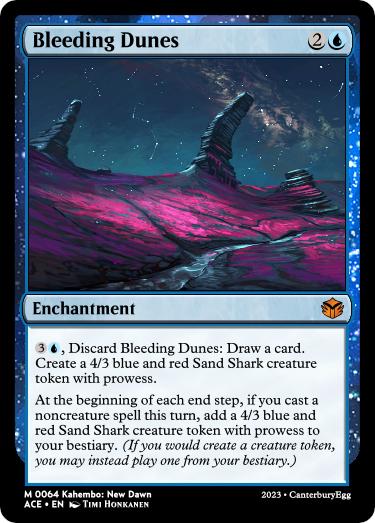 Bleeding Dunes 2
Enchantment
3, Discard Bleeding Dunes: Draw a card.
Create a 4/3 blue and red Sand Shark creature
token with prowess.
At the beginning of each end step, if you cast a
noncreature spell this turn, add a 4/3 blue and
red Sand Shark creature token with prowess to
your bestiary. (If you would create a creature token,
you may instead play one from your bestiary.)
M 0064 Kahembo: New Dawn
ACE • EN Timi Honkanen 2023 • CanterburyEgg